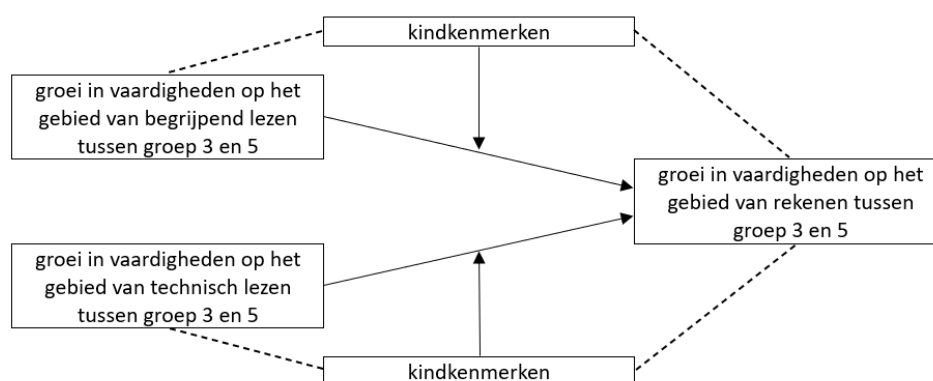 kindkenmerken
groei in vaardigheden op het
gebied van begrijpend lezen
tussen groep 3 en 5
groei in vaardigheden op het
gebied van rekenen tussen
groep 3 en 5
groei in vaardigheden op het
gebied van technisch lezen
tussen groep 3 en 5
kindkenmerken